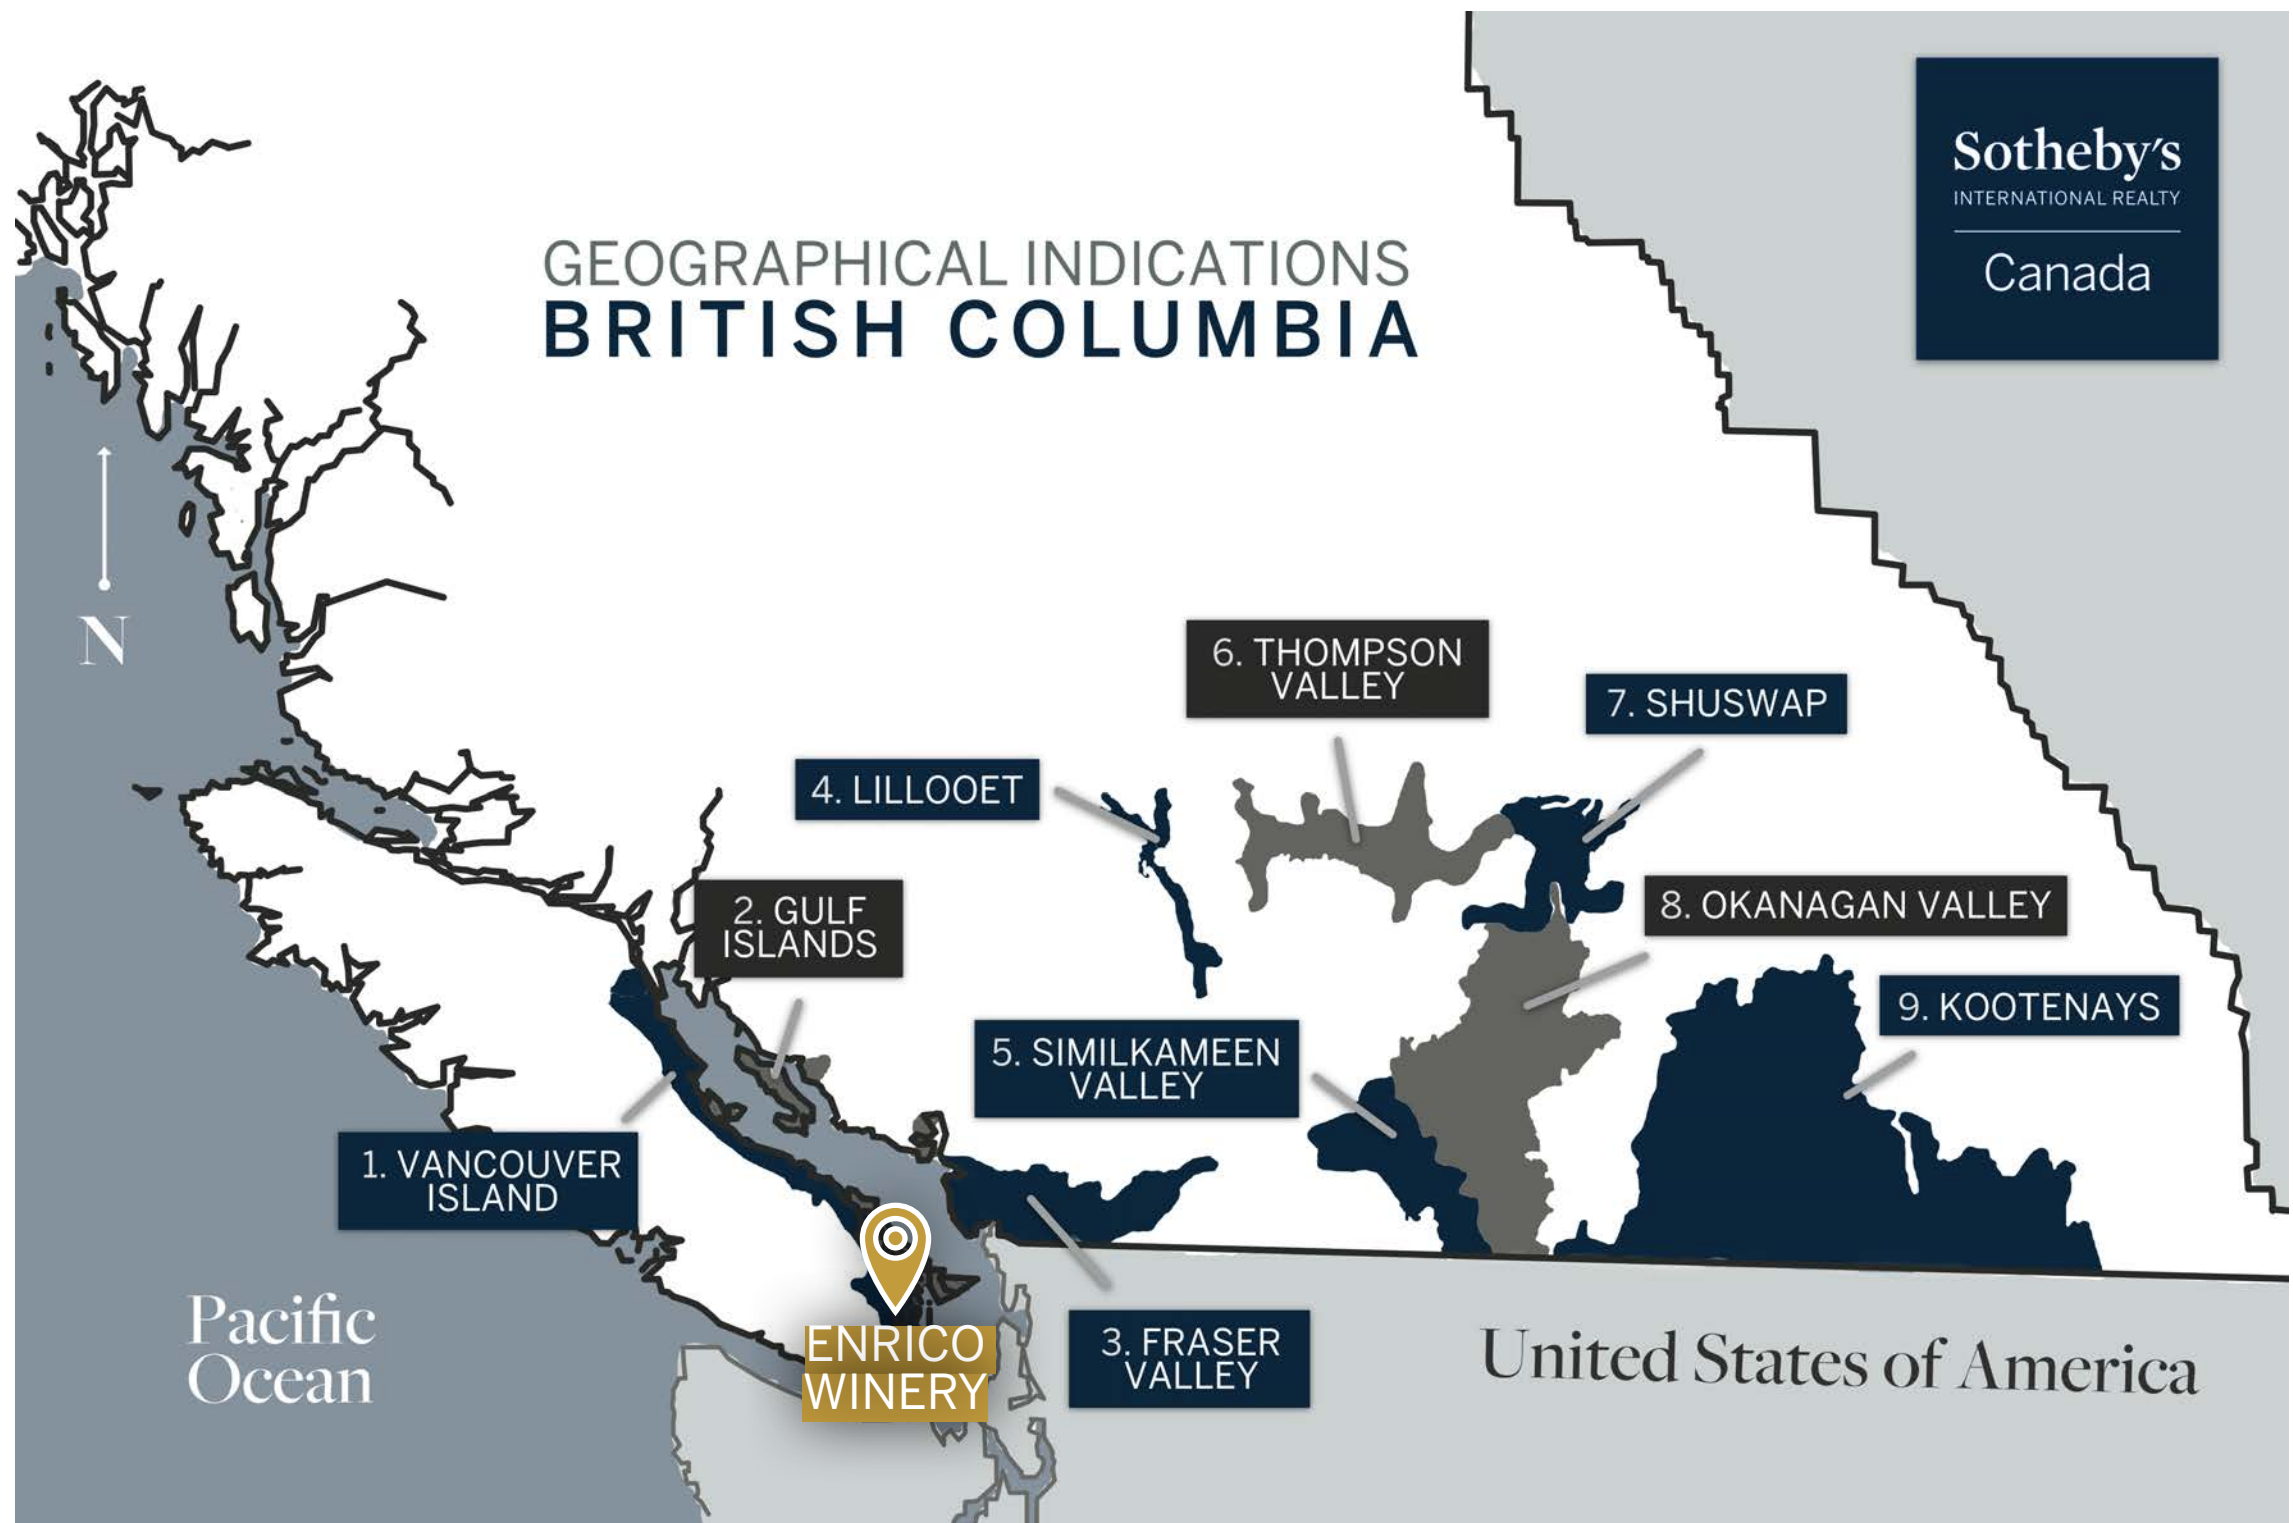 GEOGRAPHICAL INDICATIONS
BRITISH COLUMBIA
Sotheby's
INTERNATIONAL REALTY
Canada
N
6. THOMPSON
VALLEY
7. SHUSWAP
4. LILLOOET
2. GULF
ISLANDS
8. OKANAGAN VALLEY
9. KOOTENAYS
5. SIMILKAMEEN
VALLEY
1. VANCOUVER
ISLAND
Pacific
Ocean
ENRICO
WINERY
3. FRASER
VALLEY
United States of America